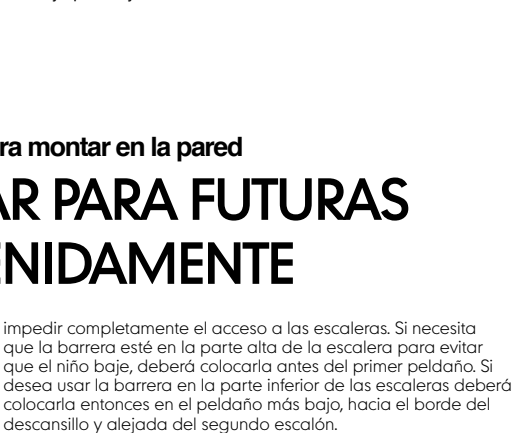 ra montar en la pared
AR PARA FUTURAS
ENIDAMENTE
impedir completamente el acceso a las escaleras. Si necesita
que la barrera esté en la parte alta de la escalera para evitar
que el niño baje, deberá colocarla antes del primer peldaño. Si
desea usar la barrera en la parte inferior de las escaleras deberá
colocarla entonces en el peldaño más bajo, hacia el borde del
descansillo y alejada del segundo escalón.